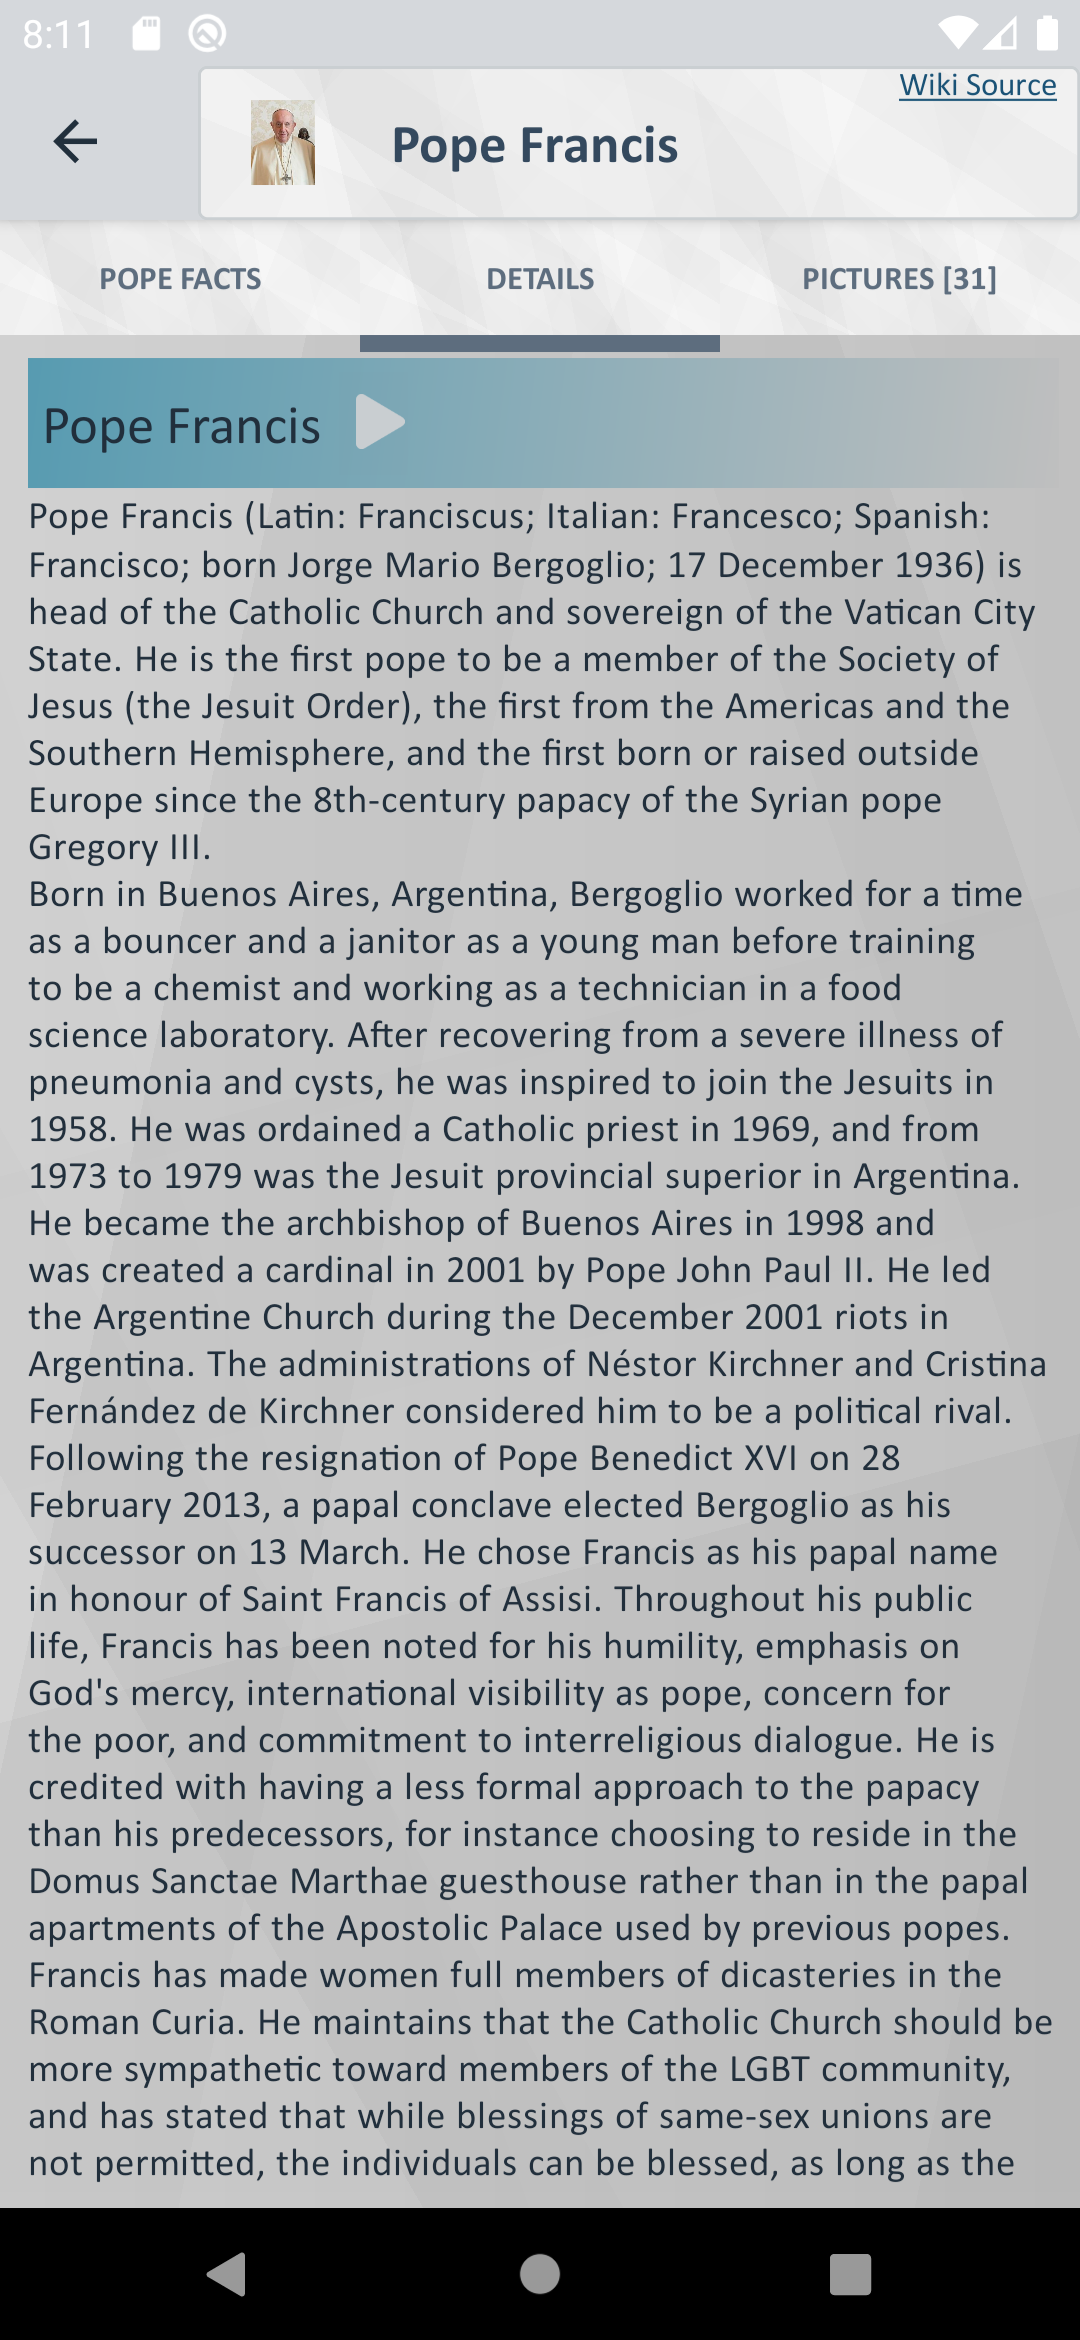 8:11
Wiki Source
Pope Francis
POPE FACTS
DETAILS
PICTURES [31]
Pope Francis
Pope Francis (Latin: Franciscus; Italian: Francesco; Spanish:
Francisco; born Jorge Mario Bergoglio; 17 December 1936) is
head of the Catholic Church and sovereign of the Vatican City
State. He is the first pope to be a member of the Society of
Jesus (the Jesuit Order), the first from the Americas and the
Southern Hemisphere, and the first born or raised outside
Europe since the 8th-century papacy of the Syrian pope
Gregory III.
Born in Buenos Aires, Argentina, Bergoglio worked for a time
as a bouncer and a janitor as a young man before training
to be a chemist and working as a technician in a food
science laboratory. After recovering from a severe illness of
pneumonia and cysts, he was inspired to join the Jesuits in
1958. He was ordained a Catholic priest in 1969, and from
1973 to 1979 was the Jesuit provincial superior in Argentina.
He became the archbishop of Buenos Aires in 1998 and
was created a cardinal in 2001 by Pope John Paul II. He led
the Argentine Church during the December 2001 riots in
Argentina. The administrations of Néstor Kirchner and Cristina
Fernández de Kirchner considered him to be a political rival.
Following the resignation of Pope Benedict XVI on 28
February 2013, a papal conclave elected Bergoglio as his
successor on 13 March. He chose Francis as his papal name
in honour of Saint Francis of Assisi. Throughout his public
life, Francis has been noted for his humility, emphasis on
God's mercy, international visibility as pope, concern for
the poor, and commitment to interreligious dialogue. He is
credited with having a less formal approach to the papacy
than his predecessors, for instance choosing to reside in the
Domus Sanctae Marthae guesthouse rather than in the papal
apartments of the Apostolic Palace used by previous popes.
Francis has made women full members of dicasteries in the
Roman Curia. He maintains that the Catholic Church should be
more sympathetic toward members of the LGBT community,
and has stated that while blessings of same-sex unions are
not permitted, the individuals can be blessed, as long as the